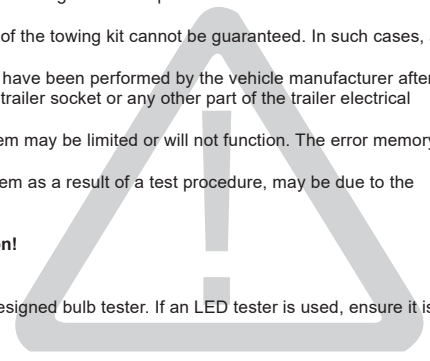 of the towing kit cannot be guaranteed. In such cases,
have been performed by the vehicle manufacturer after
trailer socket or any other part of the trailer electrical
em may be limited or will not function. The error memory
em as a result of a test procedure, may be due to the
on!
esigned bulb tester. If an LED tester is used, ensure it is